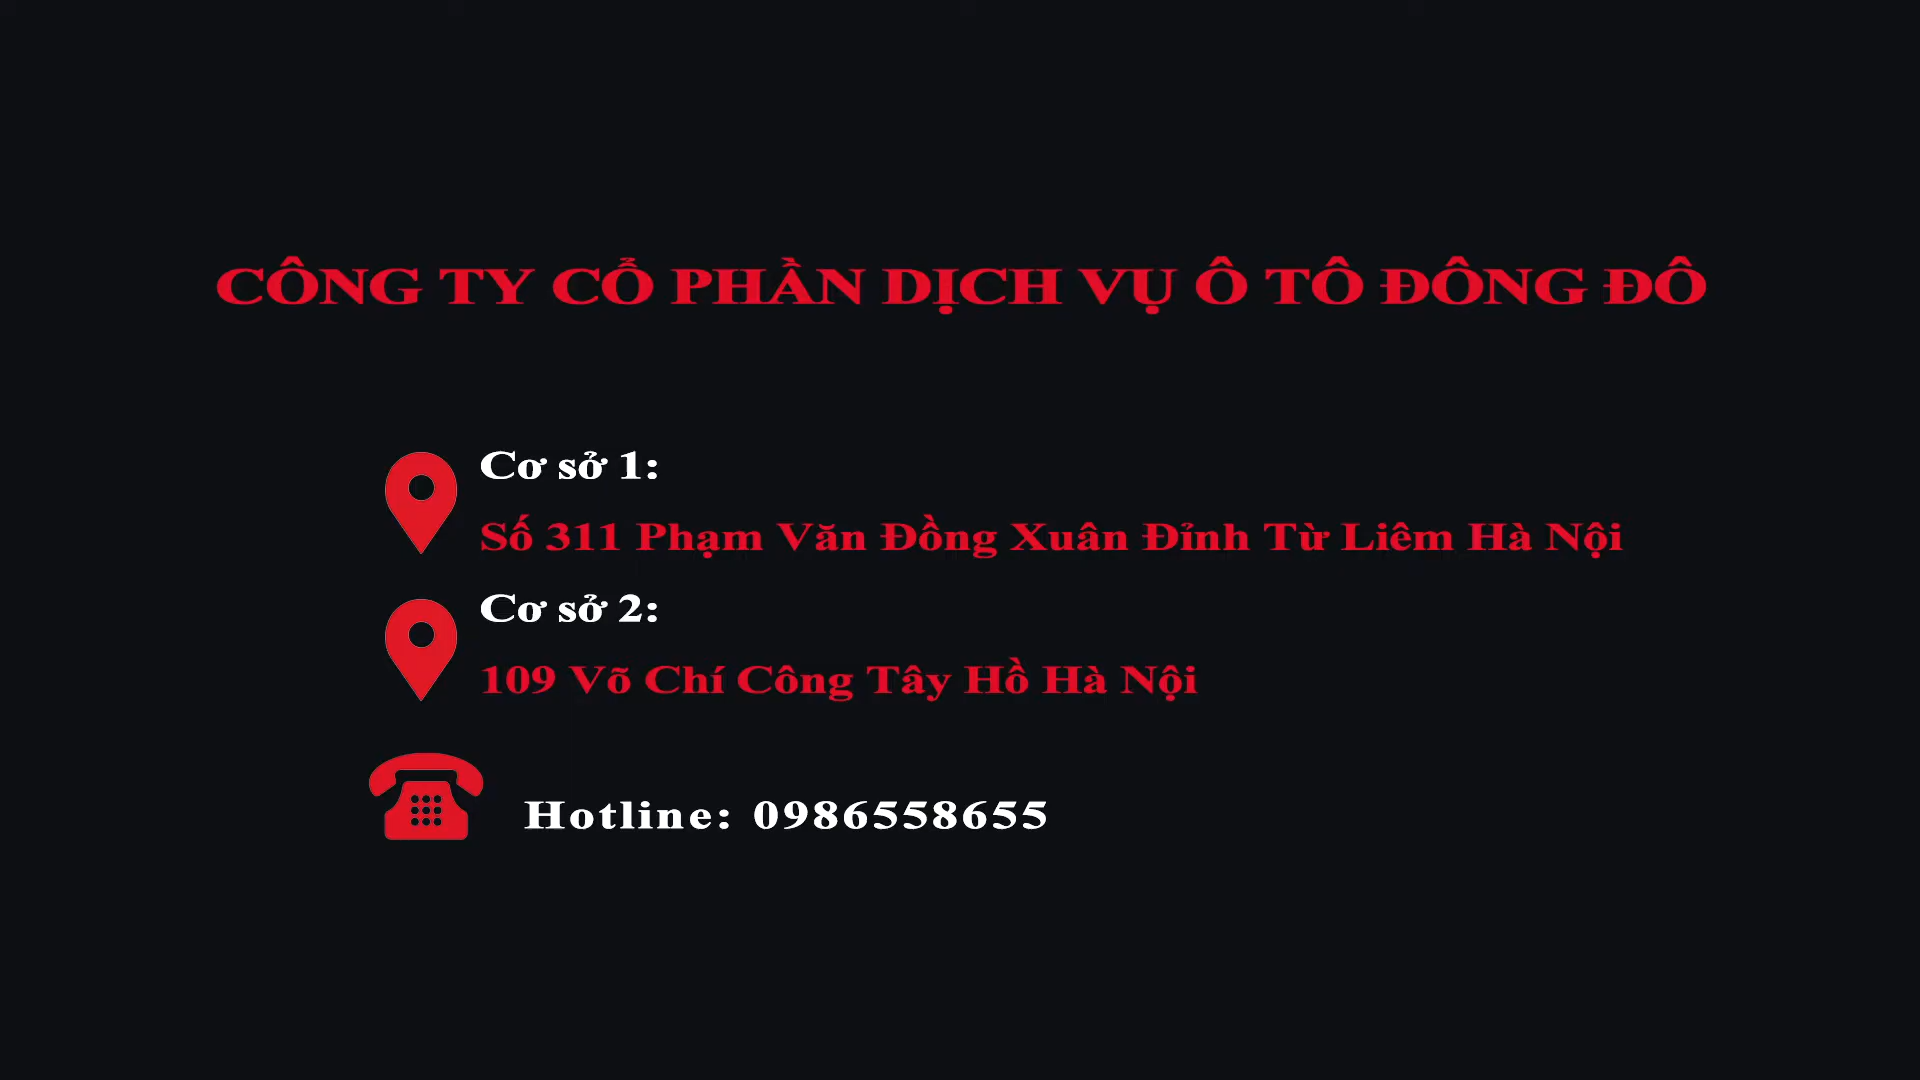 CÔNG TY CỔ PHẦN DỊCH VỤ Ô TÔ ĐÔNG ĐÔ
Cơ sở 1:
Số 311 Phạm Văn Đồng Xuân Đỉnh Từ Liêm Hà Nội
Cơ sở 2:
109 Võ Chí Công Tây Hồ Hà Nội
Hotline: 0986558655